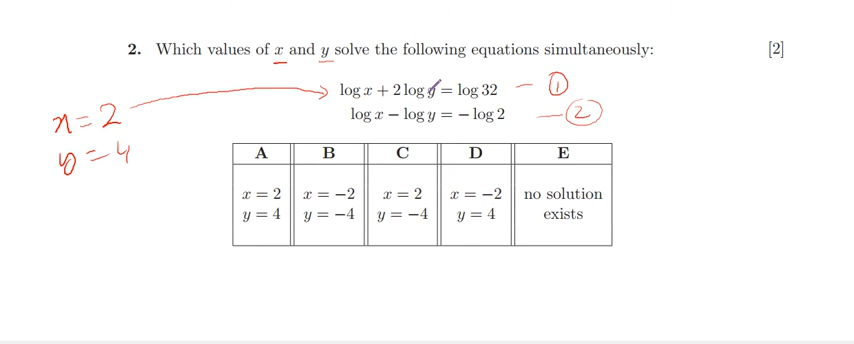 2. Which values of x and y solve the following equations simultaneously: [2]
log x + 2 log y = log 32 — ①
log x − log y = − log 2 — ②
x = 2
y = 4
A B C D E
x = 2 x = −2 x = 2 x = −2 no solution
y = 4 y = −4 y = −4 y = 4 exists